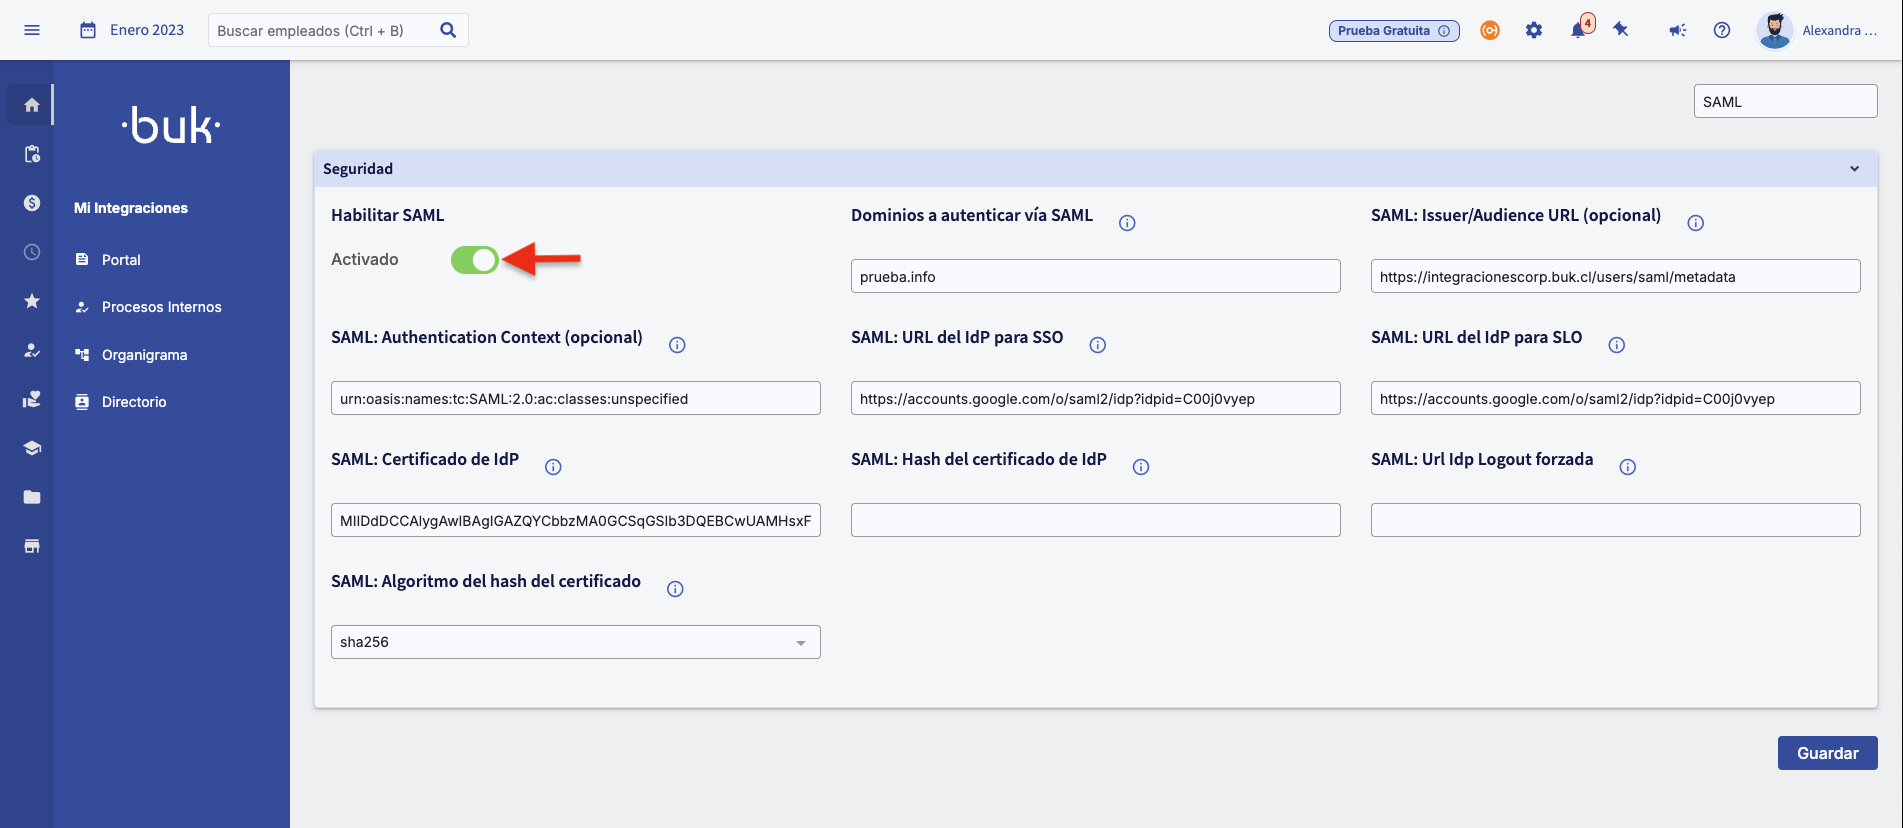 Enero 2023
Buscar empleados (Ctrl + B)
Prueba Gratuita
4
Alexandra ...
·buk·
Mi Integraciones
Portal
Procesos Internos
Organigrama
Directorio
SAML
Seguridad
Habilitar SAML
Activado
Dominios a autenticar vía SAML
prueba.info
SAML: Issuer/Audience URL (opcional)
https://integracionescorp.buk.cl/users/saml/metadata
SAML: Authentication Context (opcional)
urn:oasis:names:tc:SAML:2.0:ac:classes:unspecified
SAML: URL del IdP para SSO
https://accounts.google.com/o/saml2/idp?idpid=C00j0vyep
SAML: URL del IdP para SLO
https://accounts.google.com/o/saml2/idp?idpid=C00j0vyep
SAML: Certificado de IdP
MIIDdDCCAlygAwIBAgIGAZQYCbbzMA0GCSqGSIb3DQEBCwUAMHsxF
SAML: Hash del certificado de IdP
SAML: Url Idp Logout forzada
SAML: Algoritmo del hash del certificado
sha256
Guardar